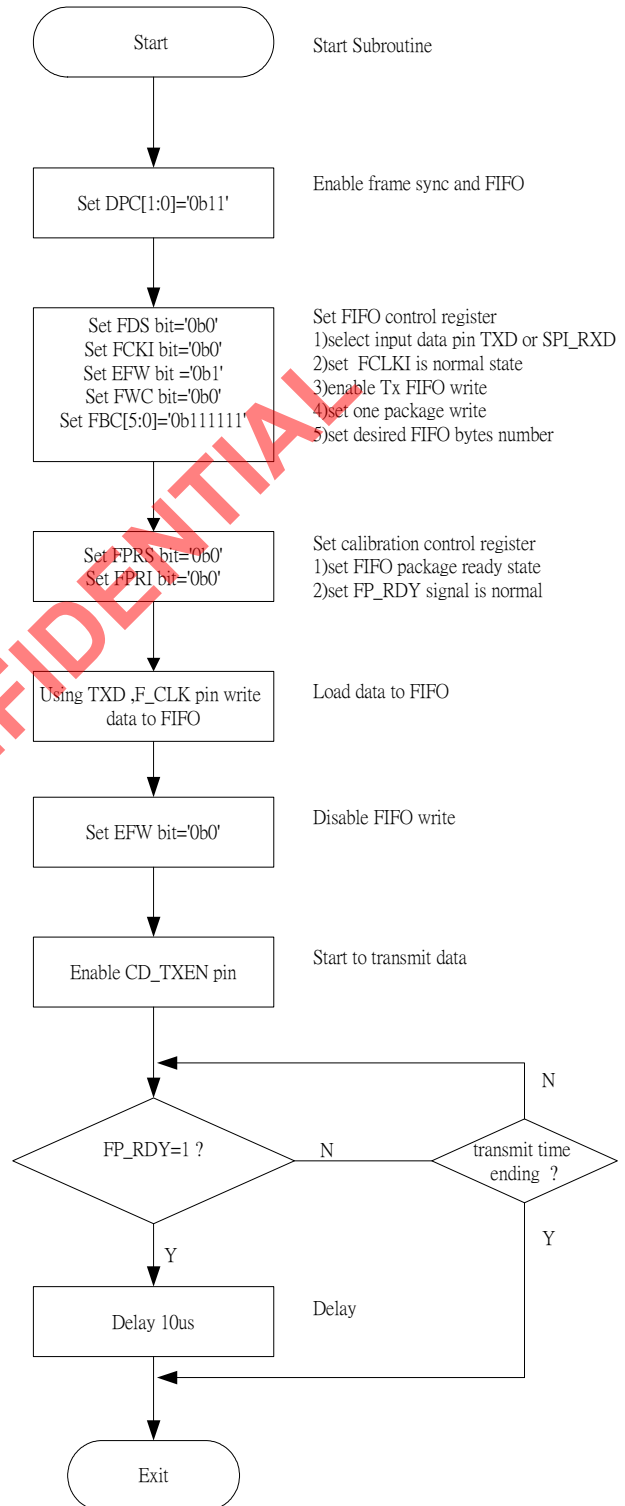 Start
Start Subroutine
Set DPC[1:0]='0b11'
Enable frame sync and FIFO
Set FDS bit='0b0'
Set FCKI bit='0b0'
Set EFW bit ='0b1'
Set FWC bit='0b0'
Set FBC[5:0]='0b111111'
Set FIFO control register
1)select input data pin TXD or SPI_RXD
2)set FCLKI is normal state
3)enable Tx FIFO write
4)set one package write
5)set desired FIFO bytes number
Set FPRS bit='0b0'
Set FPRI bit='0b0'
Set calibration control register
1)set FIFO package ready state
2)set FP_RDY signal is normal
Using TXD ,F_CLK pin write
data to FIFO
Load data to FIFO
Set EFW bit='0b0'
Disable FIFO write
Enable CD_TXEN pin
Start to transmit data
N
FP_RDY=1 ?
N
transmit time
ending ?
Y
Y
Delay 10us
Delay
Exit
FIDENTIAL